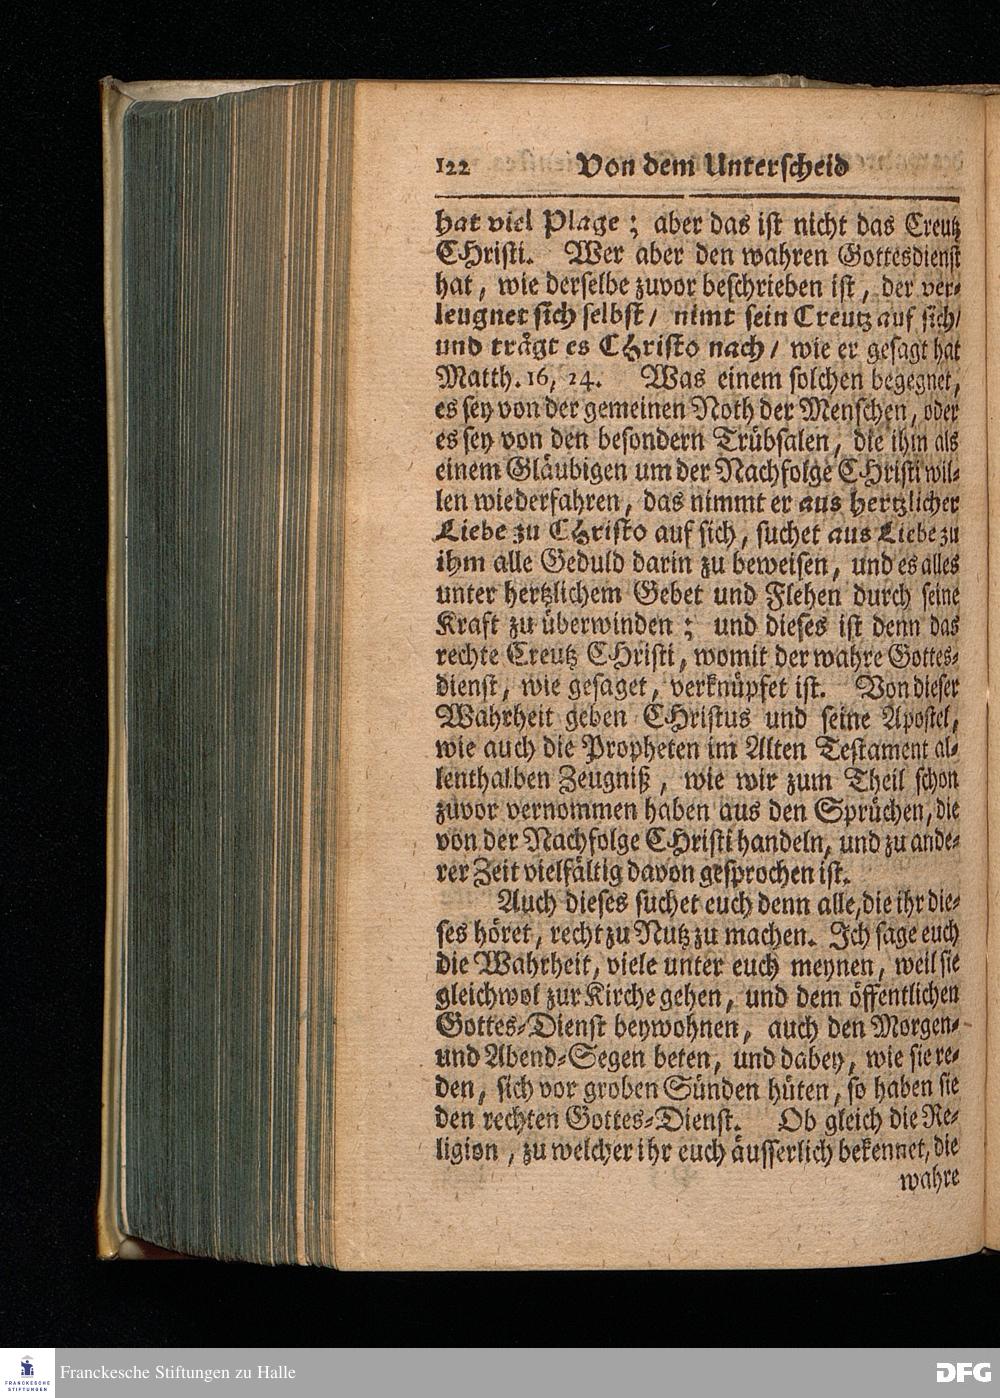 122 Von dem Unterscheid
hat viel Plage; aber das ist nicht das Creutz
CHristi. Wer aber den wahren Gottesdienst
hat, wie derselbe zuvor beschrieben ist, der ver-
leugnet sich selbst/ nimt sein Creutz auf sich/
und trägt es CHristo nach/ wie er gesagt hat
Matth. 16, 24. Was einem solchen begegnet,
es sey von der gemeinen Noth der Menschen, oder
es sey von den besondern Trübsalen, die ihm als
einem Gläubigen um der Nachfolge CHristi wil-
len wiederfahren, das nimmt er aus hertzlicher
Liebe zu CHristo auf sich, suchet aus Liebe zu
ihm alle Geduld darin zu beweisen, und es alles
unter hertzlichem Gebet und Flehen durch seine
Kraft zu überwinden; und dieses ist denn das
rechte Creutz CHristi, womit der wahre Gottes-
dienst, wie gesaget, verknüpfet ist. Von dieser
Wahrheit geben CHristus und seine Apostel,
wie auch die Propheten im Alten Testament al-
lenthalben Zeugniß, wie wir zum Theil schon
zuvor vernommen haben aus den Sprüchen, die
von der Nachfolge CHristi handeln, und zu ande-
rer Zeit vielfältig davon gesprochen ist.
Auch dieses suchet euch denn alle, die ihr die-
ses höret, recht zu Nutz zu machen. Ich sage euch
die Wahrheit, viele unter euch meynen, weil sie
gleichwol zur Kirche gehen, und dem öffentlichen
Gottes-Dienst beywohnen, auch den Morgen-
und Abend-Segen beten, und dabey, wie sie re-
den, sich vor groben Sünden hüten, so haben sie
den rechten Gottes-Dienst. Ob gleich die Re-
ligion, zu welcher ihr euch äusserlich bekennet, die
wahre
FRANCKESCHE
STIFTUNGEN
Franckesche Stiftungen zu Halle
DFG